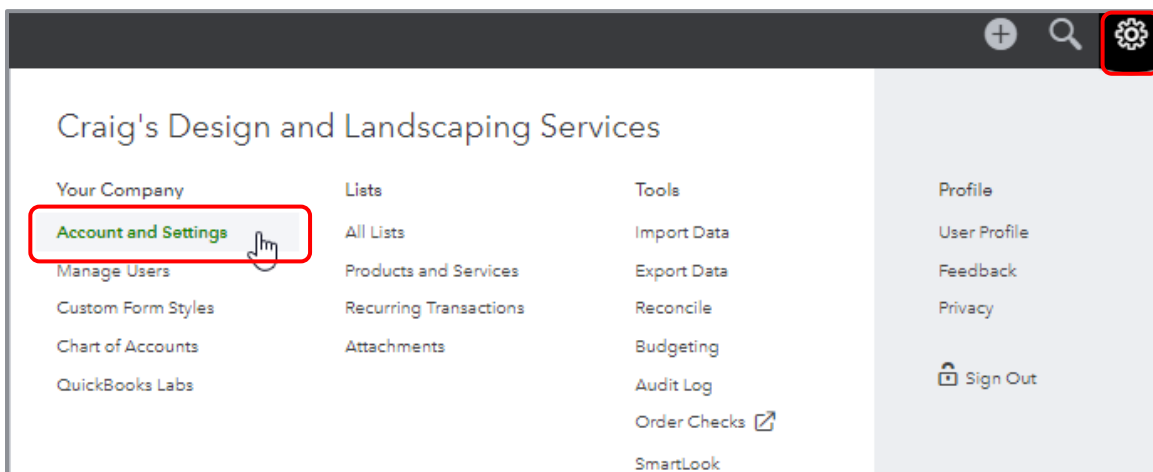 Craig's Design and Landscaping Services
Your Company
Account and Settings
Manage Users
Custom Form Styles
Chart of Accounts
QuickBooks Labs
Lists
All Lists
Products and Services
Recurring Transactions
Attachments
Tools
Import Data
Export Data
Reconcile
Budgeting
Audit Log
Order Checks
SmartLook
Profile
User Profile
Feedback
Privacy
Sign Out